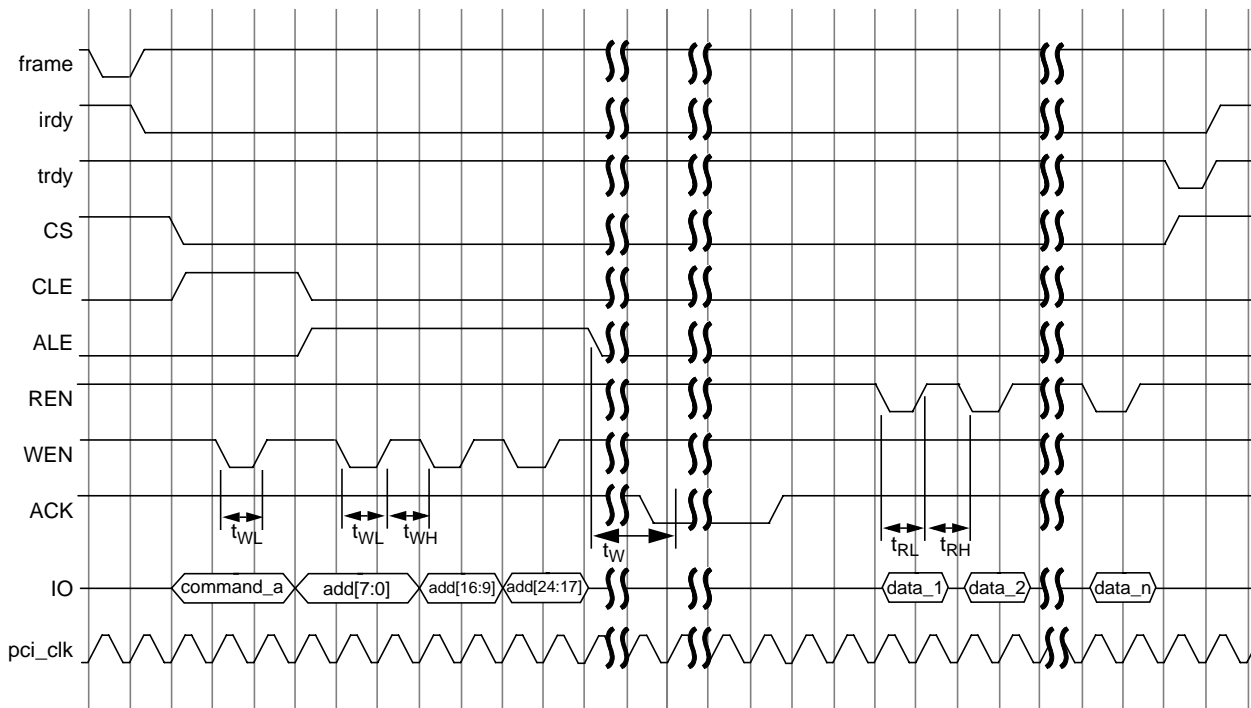 frame
irdy
trdy
CS
CLE
ALE
REN
WEN
ACK
tWL
tWL
tWH
tW
tRL
tRH
IO
command_a
add[7:0]
add[16:9]
add[24:17]
data_1
data_2
data_n
pci_clk